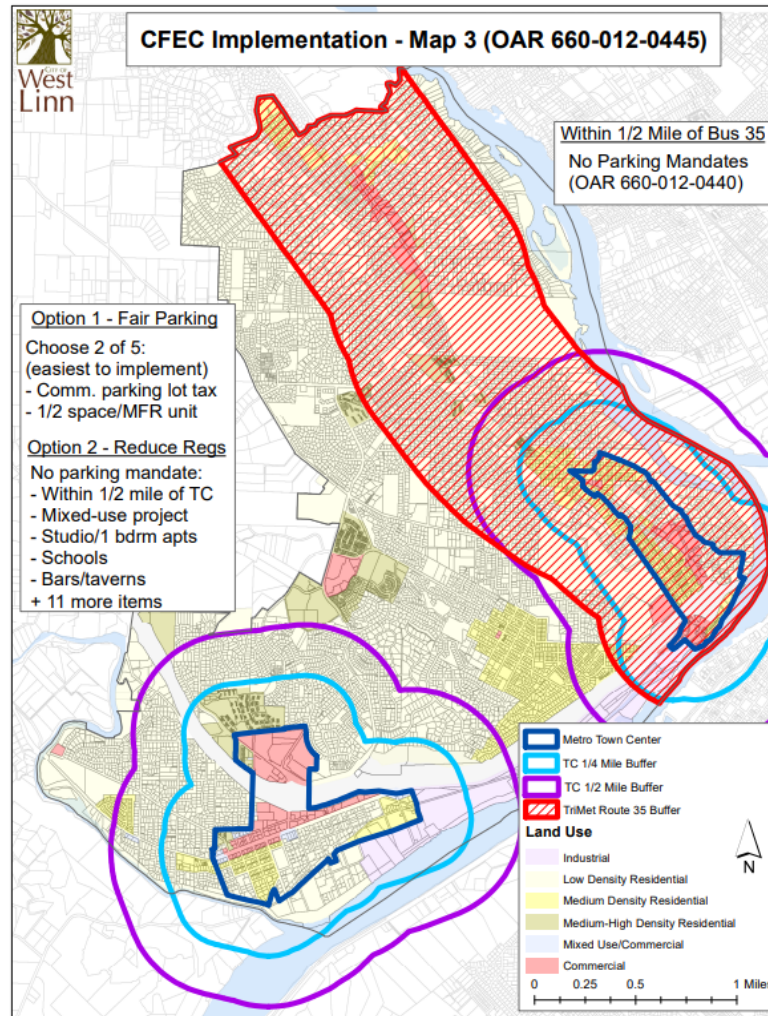 CITY OF
West
Linn
CFEC Implementation - Map 3 (OAR 660-012-0445)
Within 1/2 Mile of Bus 35
No Parking Mandates
(OAR 660-012-0440)
Option 1 - Fair Parking
Choose 2 of 5:
(easiest to implement)
- Comm. parking lot tax
- 1/2 space/MFR unit
Option 2 - Reduce Regs
No parking mandate:
- Within 1/2 mile of TC
- Mixed-use project
- Studio/1 bdrm apts
- Schools
- Bars/taverns
+ 11 more items
Metro Town Center
TC 1/4 Mile Buffer
TC 1/2 Mile Buffer
TriMet Route 35 Buffer
Land Use
Industrial
Low Density Residential
Medium Density Residential
Medium-High Density Residential
Mixed Use/Commercial
Commercial
N
0 0.25 0.5 1 Miles